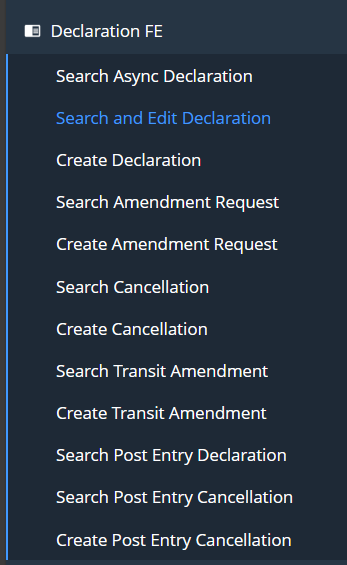 Declaration FE
Search Async Declaration
Search and Edit Declaration
Create Declaration
Search Amendment Request
Create Amendment Request
Search Cancellation
Create Cancellation
Search Transit Amendment
Create Transit Amendment
Search Post Entry Declaration
Search Post Entry Cancellation
Create Post Entry Cancellation